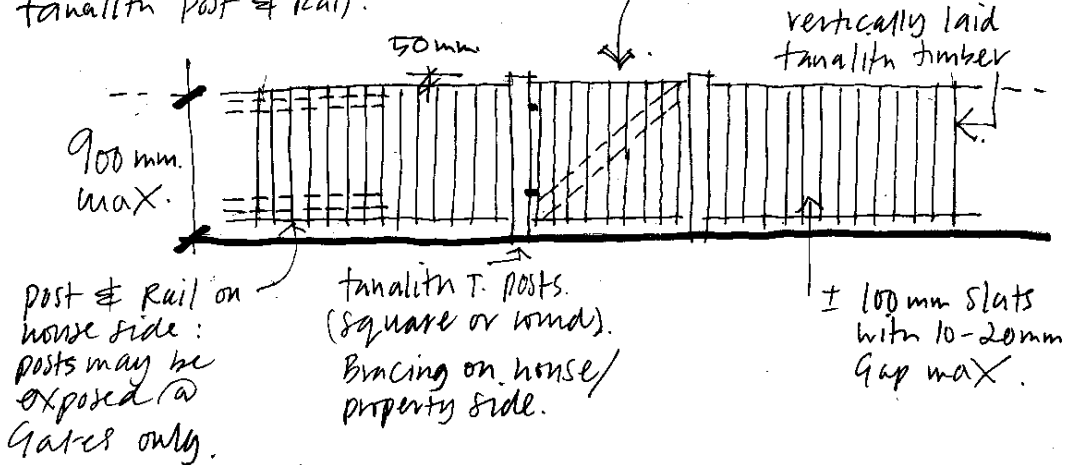 tanalith post & Rail.
50mm
vertically laid
tanalith timber
900 mm.
max.
post & Rail on
house side:
posts may be
exposed @
Gates only.
tanalith T. posts.
(square or round).
Bracing on house/
property side.
± 100mm slats
with 10-20mm
Gap max.